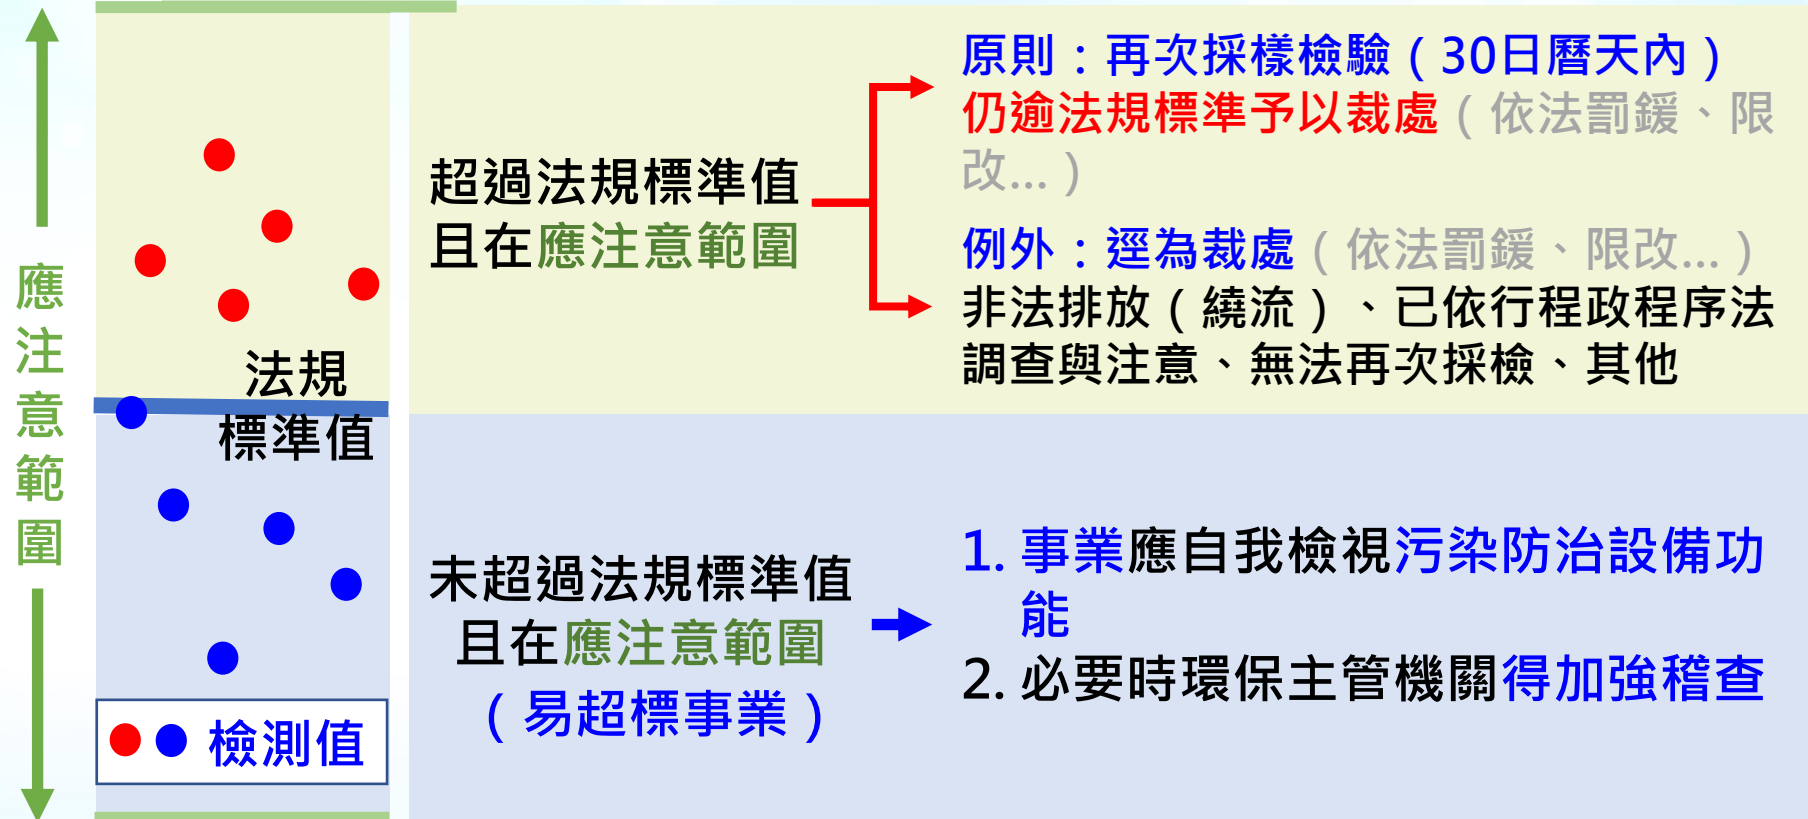 應注意範圍
法規
標準值
檢測值
超過法規標準值
且在應注意範圍
原則：再次採樣檢驗（30日曆天內）
仍逾法規標準予以裁處（依法罰鍰、限
改...）
例外：逕為裁處（依法罰鍰、限改...）
非法排放（繞流）、已依行程政程序法
調查與注意、無法再次採檢、其他
未超過法規標準值
且在應注意範圍
（易超標事業）
1. 事業應自我檢視污染防治設備功
能
2. 必要時環保主管機關得加強稽查